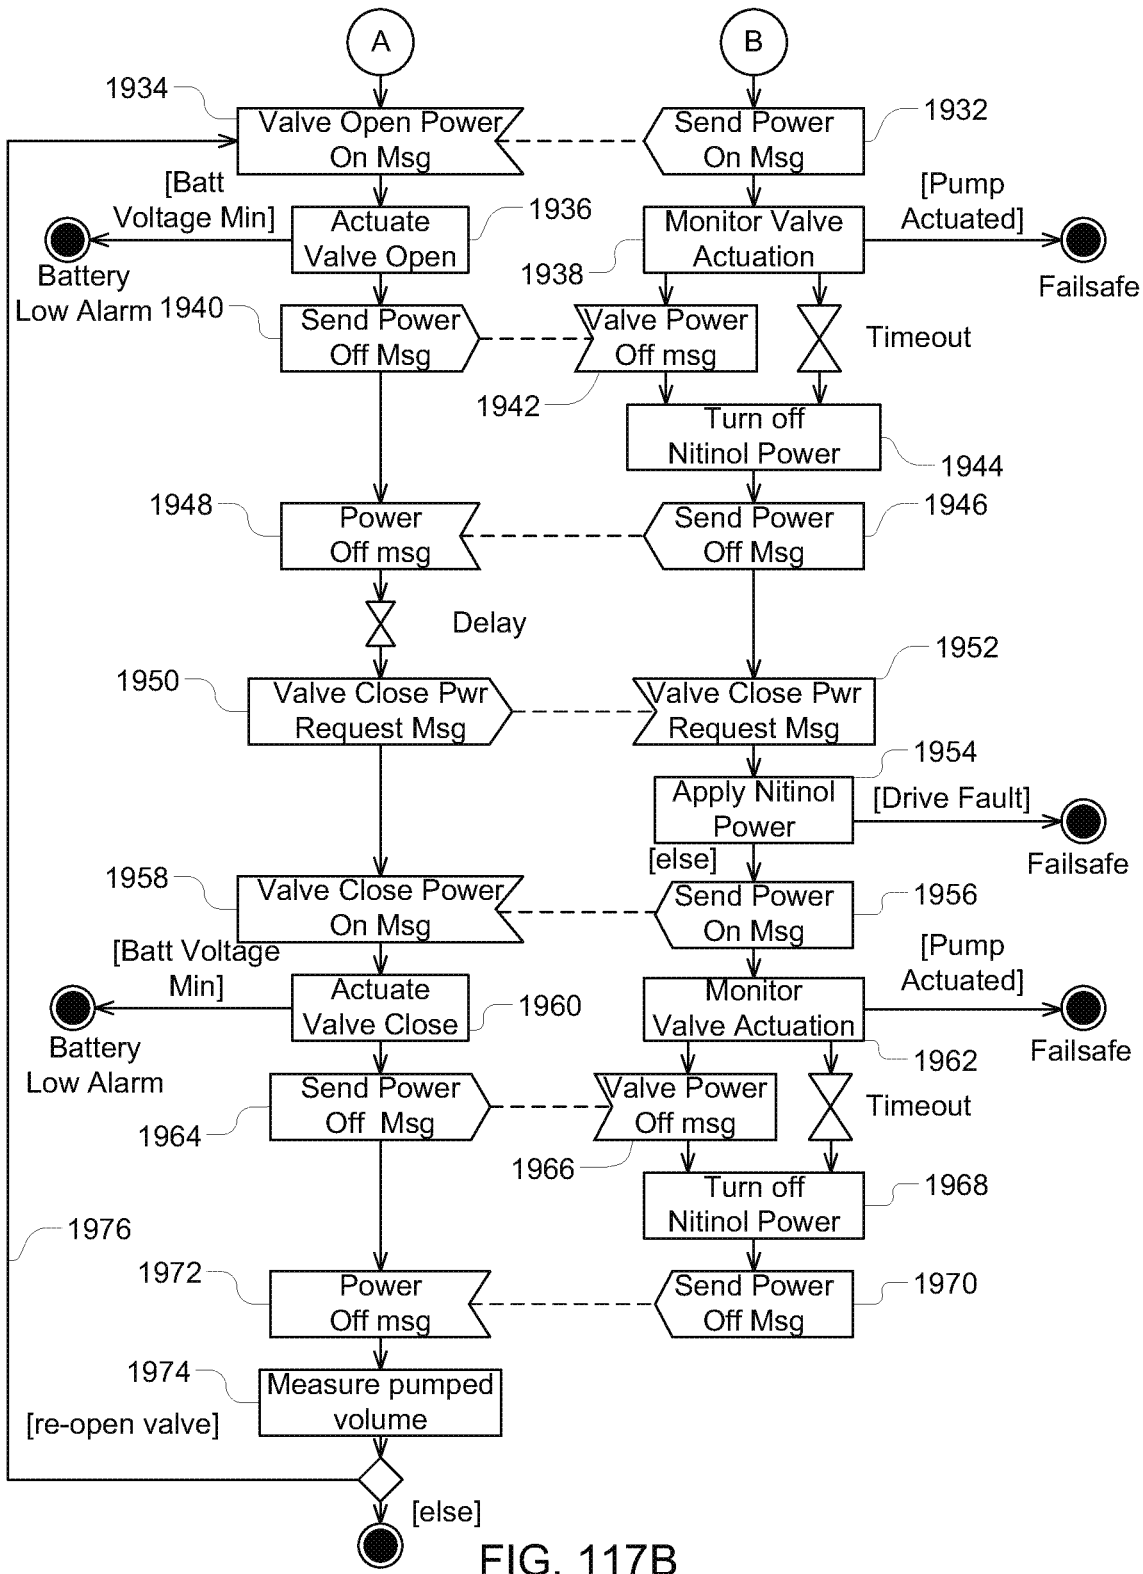 A
B
1934
Valve Open Power
On Msg
Send Power
On Msg
1932
[Batt
Voltage Min]
Actuate
Valve Open
1936
Monitor Valve
Actuation
1938
[Pump
Actuated]
Battery
Low Alarm
Failsafe
1940
Send Power
Off Msg
Valve Power
Off msg
Timeout
1942
Turn off
Nitinol Power
1944
1948
Power
Off msg
Send Power
Off Msg
1946
Delay
1950
Valve Close Pwr
Request Msg
Valve Close Pwr
Request Msg
1952
1954
Apply Nitinol
Power
[Drive Fault]
Failsafe
[else]
1958
Valve Close Power
On Msg
Send Power
On Msg
1956
[Batt Voltage
Min]
Actuate
Valve Close
1960
Monitor
Valve Actuation
1962
[Pump
Actuated]
Battery
Low Alarm
Failsafe
Send Power
Off  Msg
1964
Valve Power
Off msg
1966
Timeout
Turn off
Nitinol Power
1968
1976
1972
Power
Off msg
Send Power
Off Msg
1970
1974
Measure pumped
volume
[re-open valve]
[else]
FIG. 117B